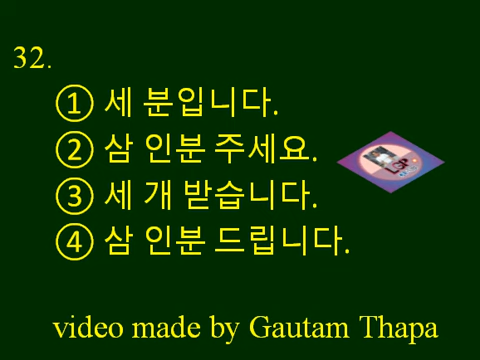 32.
① 세 분입니다.
② 삼 인분 주세요.
③ 세 개 받습니다.
④ 삼 인분 드립니다.
video made by Gautam Thapa